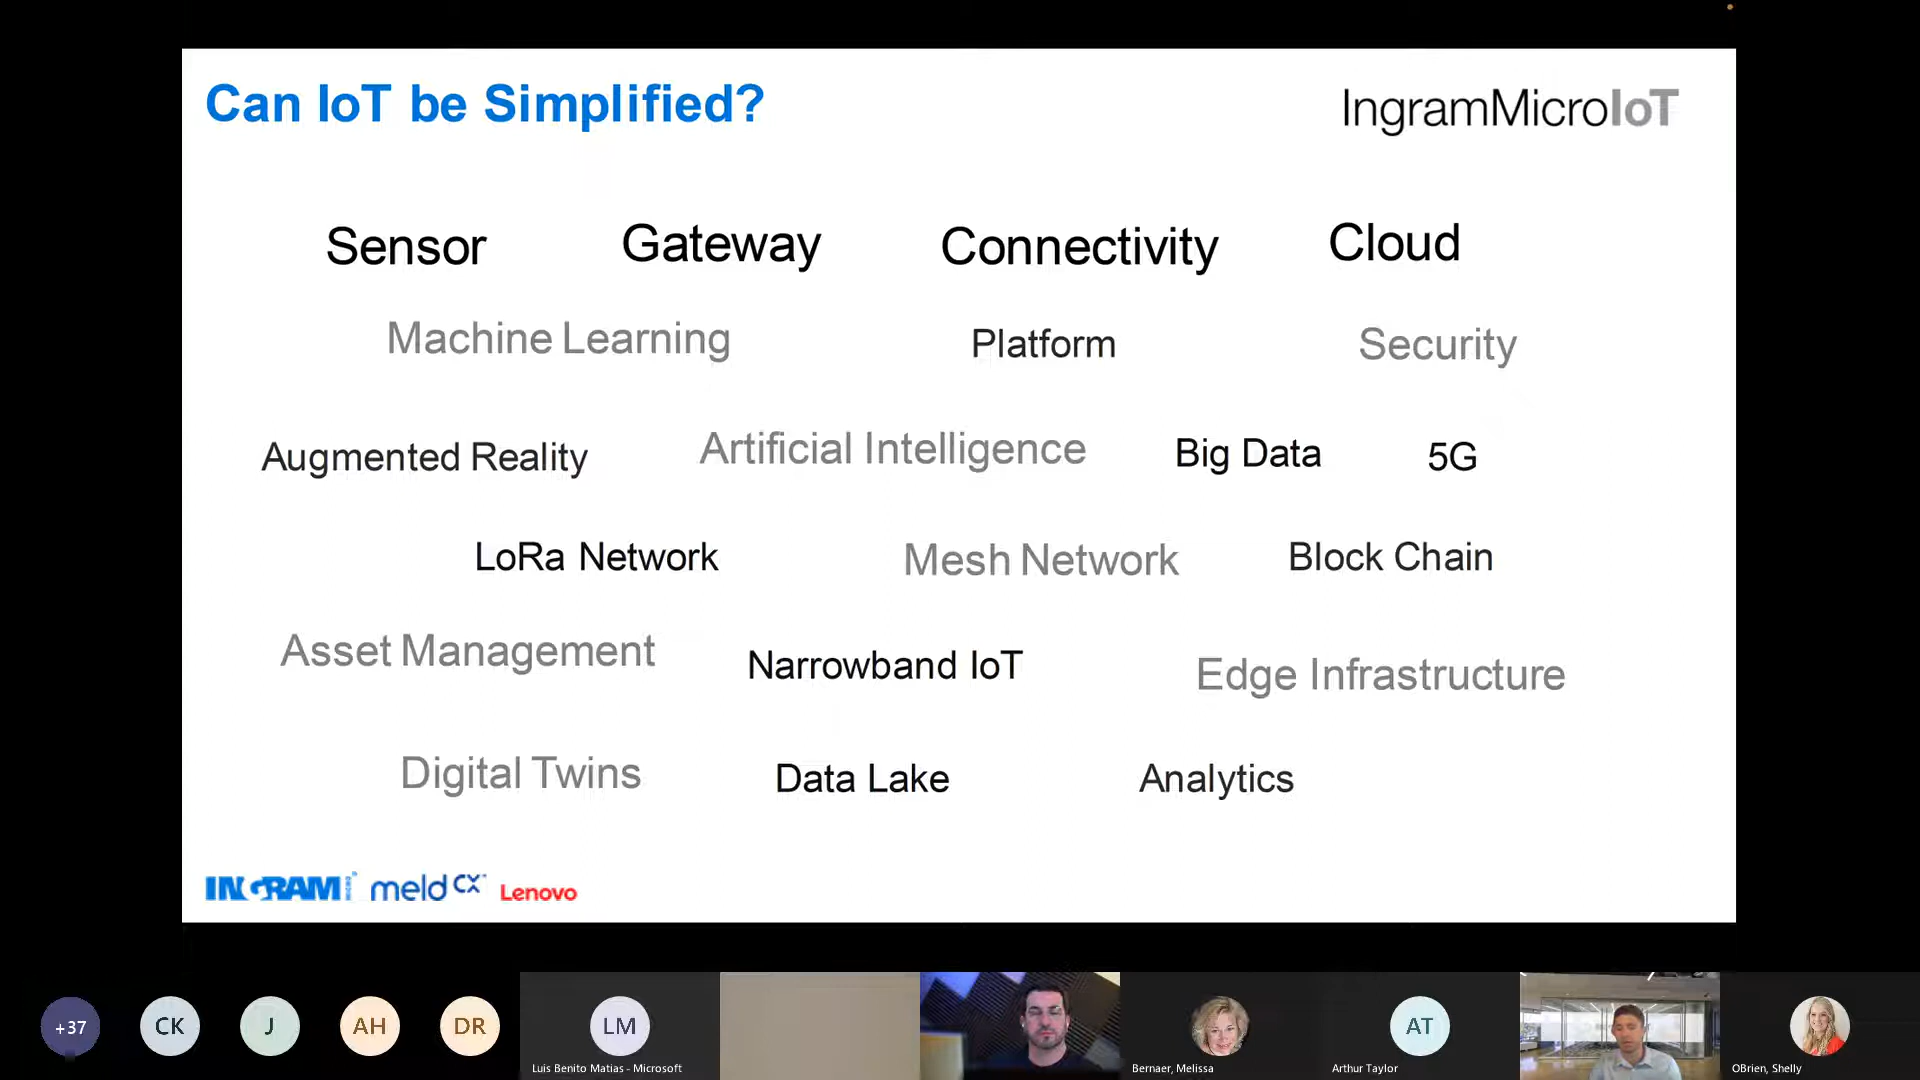 Can IoT be Simplified?
IngramMicroIoT
Sensor Gateway Connectivity Cloud
Machine Learning Platform Security
Augmented Reality Artificial Intelligence Big Data 5G
LoRa Network Mesh Network Block Chain
Asset Management Narrowband IoT Edge Infrastructure
Digital Twins Data Lake Analytics
INGRAM MICRO meldCX Lenovo
+37 CK J AH DR LM AT
Luis Benito Matias - Microsoft Bernaer, Melissa Arthur Taylor OBrien, Shelly